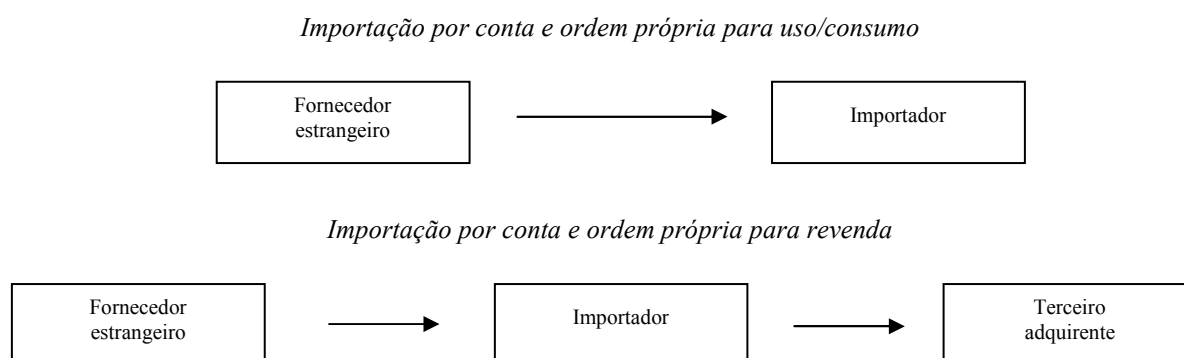 Importação por conta e ordem própria para uso/consumo
Fornecedor
estrangeiro
Importador
Importação por conta e ordem própria para revenda
Fornecedor
estrangeiro
Importador
Terceiro
adquirente